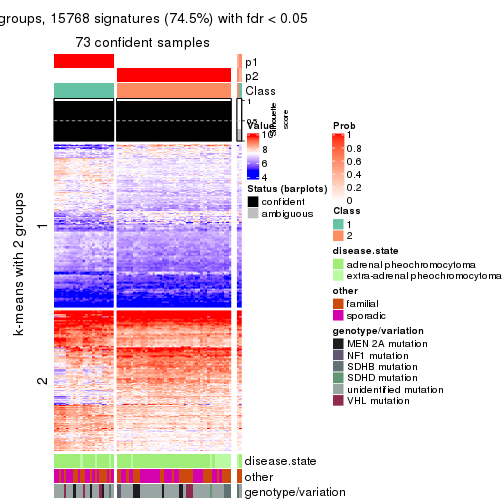 groups, 15768 signatures (74.5%) with fdr < 0.05
73 confident samples
p1
p2
Class
1
0.5
Silhouette
score
k-means with 2 groups
1
2
Value
10
8
6
4
Status (barplots)
confident
ambiguous
Prob
1
0.8
0.6
0.4
0.2
0
Class
1
2
disease.state
adrenal pheochromocytoma
extra-adrenal pheochromocytoma
other
familial
sporadic
genotype/variation
MEN 2A mutation
NF1 mutation
SDHB mutation
SDHD mutation
unidentified mutation
VHL mutation
disease.state
other
genotype/variation